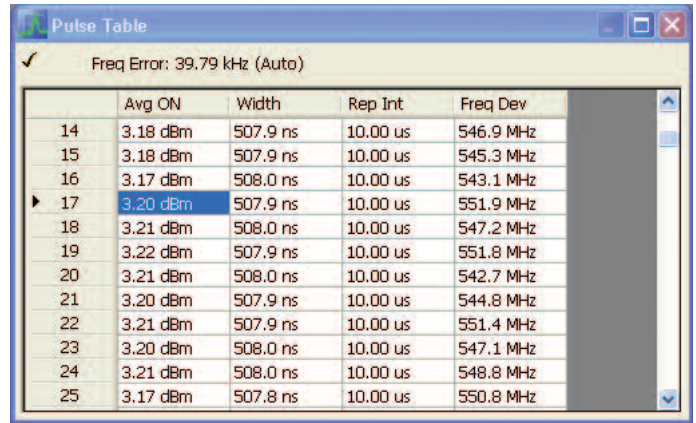 Pulse Table
Freq Error: 39.79 kHz (Auto)
Avg ON Width Rep Int Freq Dev
14 3.18 dBm 507.9 ns 10.00 us 546.9 MHz
15 3.18 dBm 507.9 ns 10.00 us 545.3 MHz
16 3.17 dBm 508.0 ns 10.00 us 543.1 MHz
17 3.20 dBm 507.9 ns 10.00 us 551.9 MHz
18 3.21 dBm 508.0 ns 10.00 us 547.2 MHz
19 3.22 dBm 507.9 ns 10.00 us 551.8 MHz
20 3.21 dBm 508.0 ns 10.00 us 542.7 MHz
21 3.20 dBm 507.9 ns 10.00 us 544.8 MHz
22 3.21 dBm 507.9 ns 10.00 us 551.4 MHz
23 3.20 dBm 508.0 ns 10.00 us 547.1 MHz
24 3.21 dBm 508.0 ns 10.00 us 548.8 MHz
25 3.17 dBm 507.8 ns 10.00 us 550.8 MHz